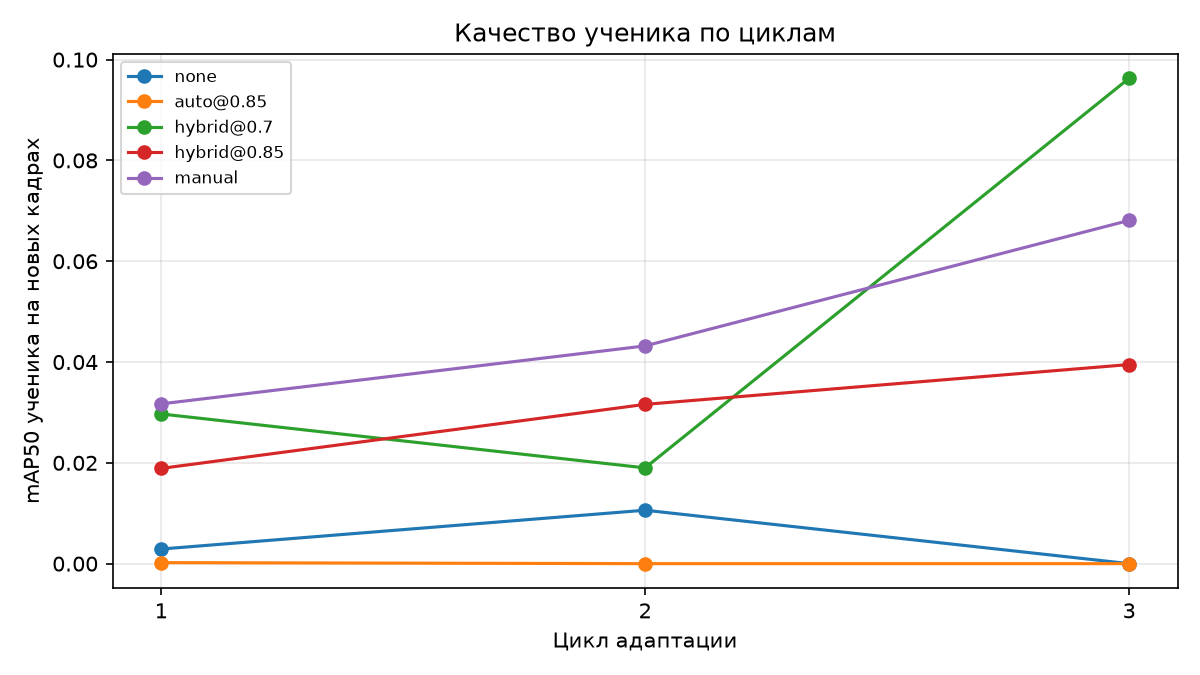 Качество ученика по циклам
none
auto@0.85
hybrid@0.7
hybrid@0.85
manual
mAP50 ученика на новых кадрах
0.10
0.08
0.06
0.04
0.02
0.00
1 2 3
Цикл адаптации